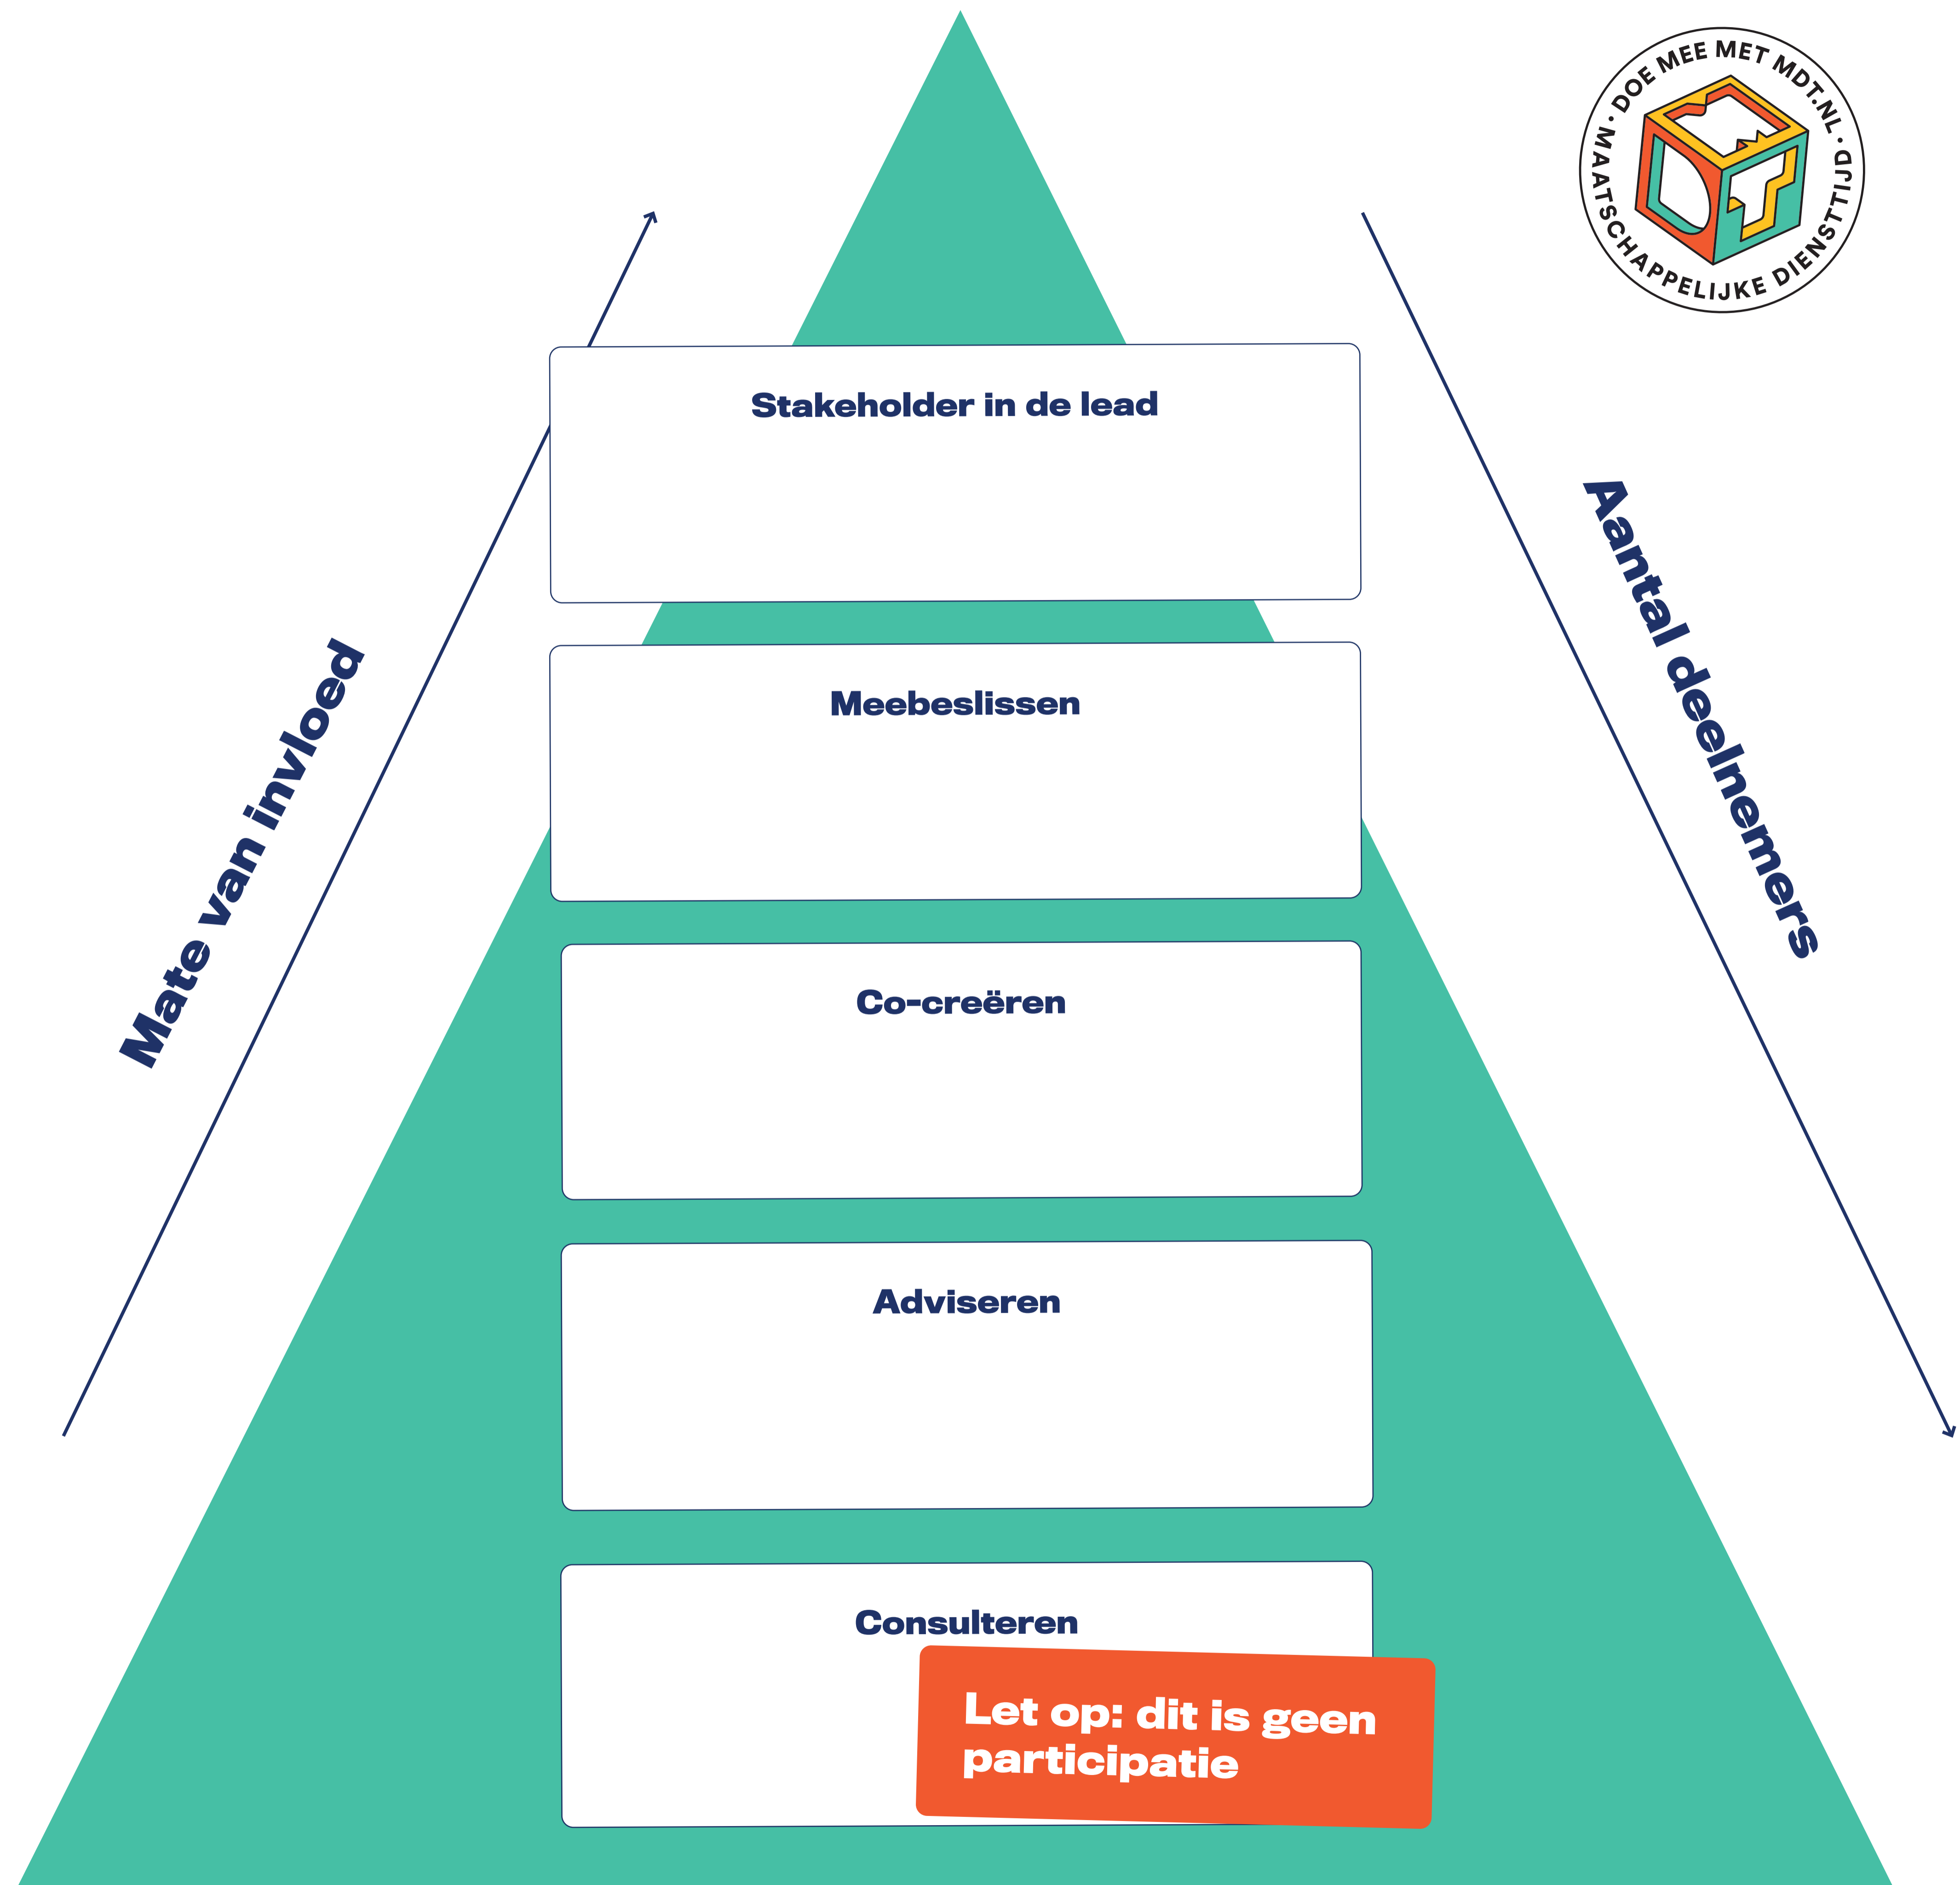 DOE MEE MET MDT.NL • MAATSCHAPPELIJKE DIENSTTIJD •
Stakeholder in de lead
Meebeslissen
Mate van invloed
Aantal deelnemers
Co-creëren
Adviseren
Consulteren
Let op: dit is geen
participatie